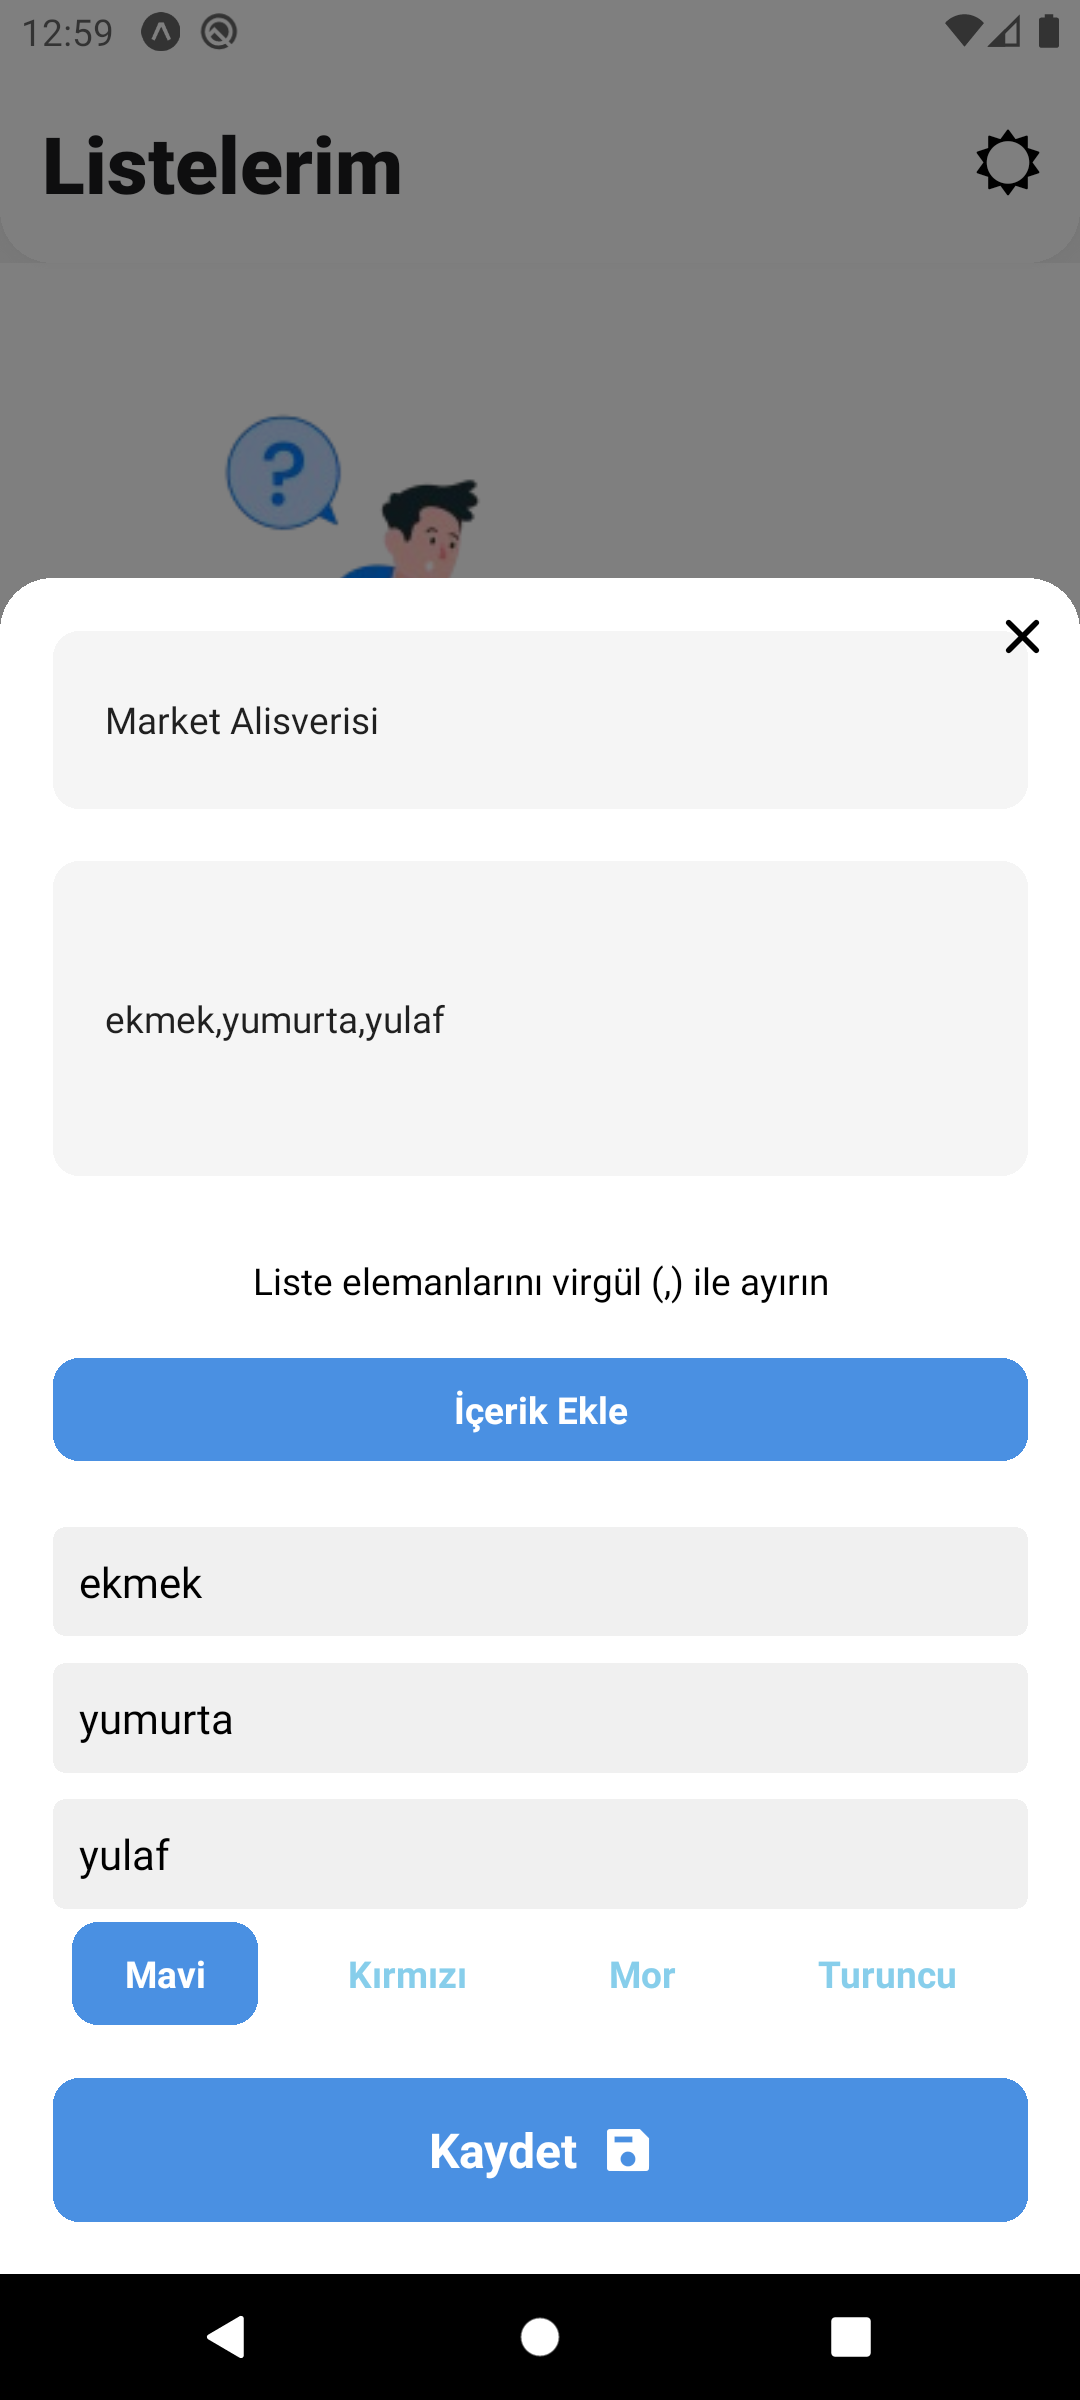 12:59
Listelerim
?
Market Alisverisi
ekmek,yumurta,yulaf
Liste elemanlarını virgül (,) ile ayırın
İçerik Ekle
ekmek
yumurta
yulaf
Mavi Kırmızı Mor Turuncu
Kaydet